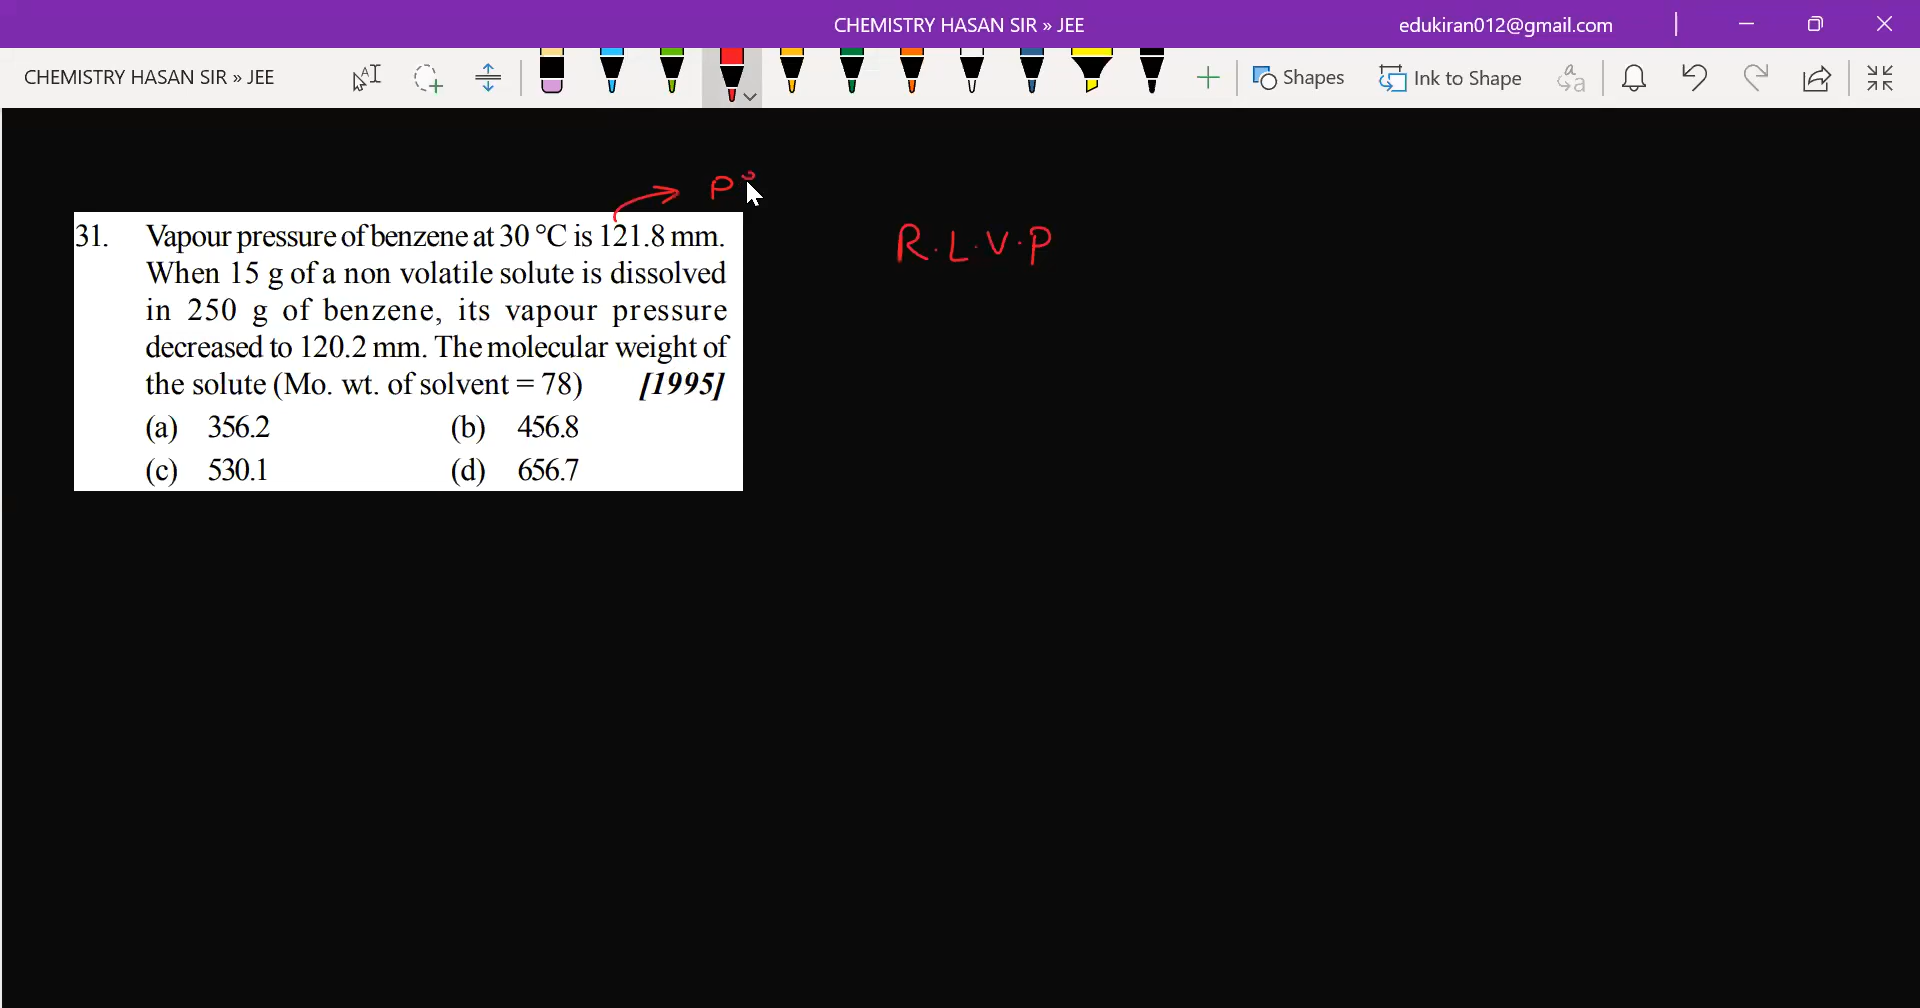 CHEMISTRY HASAN SIR » JEE
edukiran012@gmail.com
CHEMISTRY HASAN SIR » JEE
Shapes
Ink to Shape
P°
R.L.V.P
31. Vapour pressure of benzene at 30 °C is 121.8 mm.
When 15 g of a non volatile solute is dissolved
in 250 g of benzene, its vapour pressure
decreased to 120.2 mm. The molecular weight of
the solute (Mo. wt. of solvent = 78) [1995]
(a) 356.2 (b) 456.8
(c) 530.1 (d) 656.7